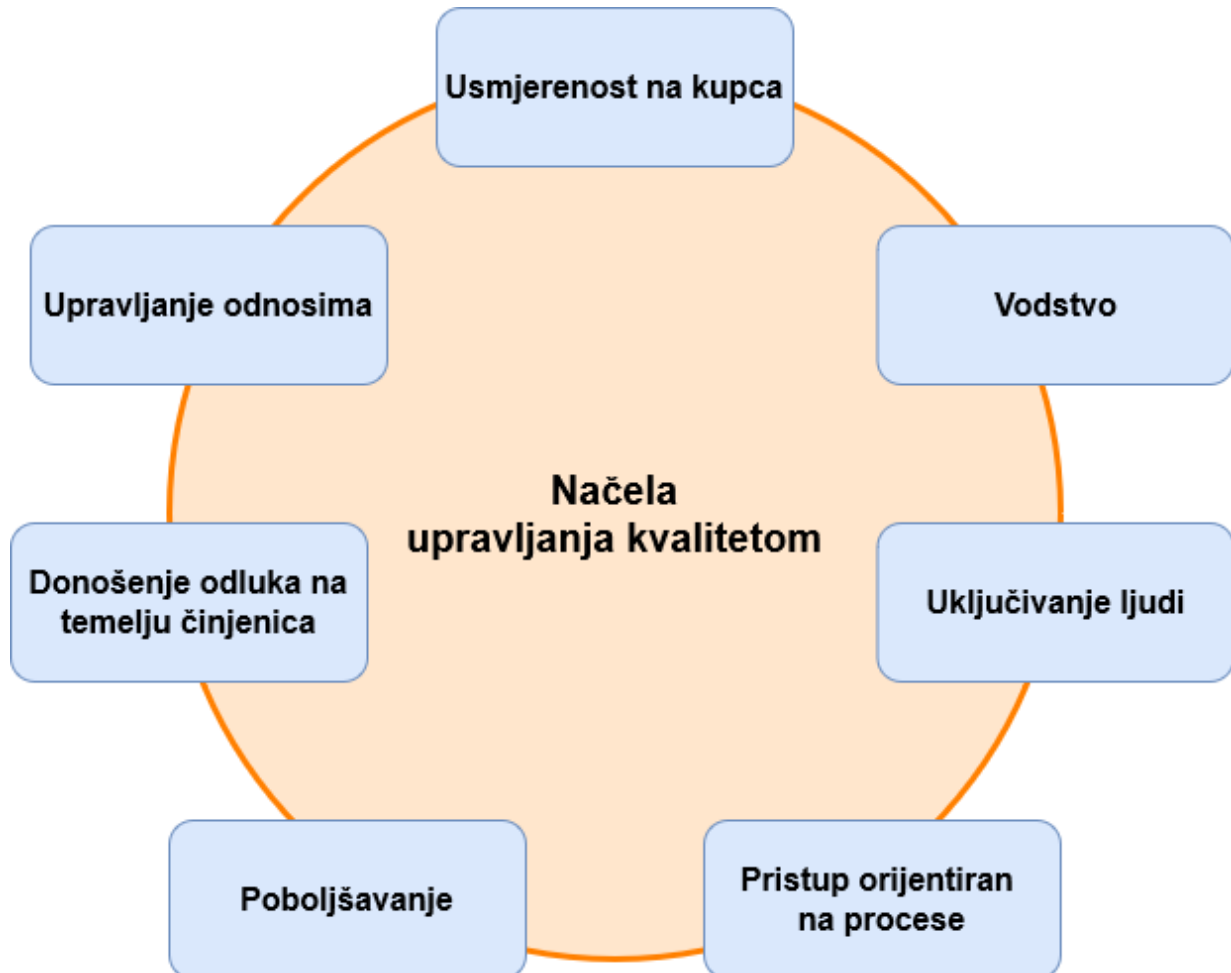 Usmjerenost na kupca
Upravljanje odnosima
Vodstvo
Načela
upravljanja kvalitetom
Donošenje odluka na
temelju činjenica
Uključivanje ljudi
Poboljšavanje
Pristup orijentiran
na procese